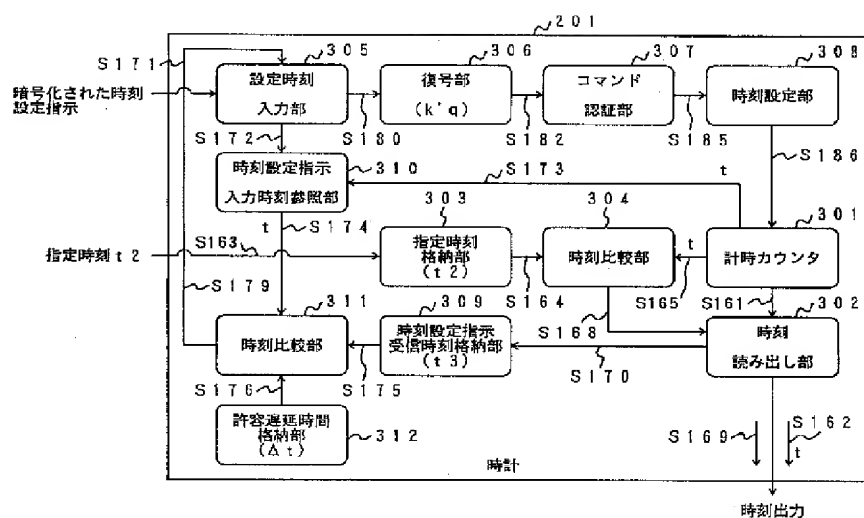 201
S171
305
306
307
308
暗号化された時刻
設定指示
設定時刻
入力部
復号部
(k'q)
コマンド
認証部
時刻設定部
S172
S180
S182
S185
S186
310
S173
t
時刻設定指示
入力時刻参照部
303
304
301
t
S174
指定時刻t2
S163
指定時刻
格納部
(t2)
時刻比較部
t
計時カウンタ
S179
S164
S165
S161
311
309
S168
302
時刻比較部
時刻設定指示
受信時刻格納部
(t3)
時刻
読み出し部
S176
S175
S170
許容遅延時間
格納部
(Δt)
312
S169
S162
t
時計
時刻出力